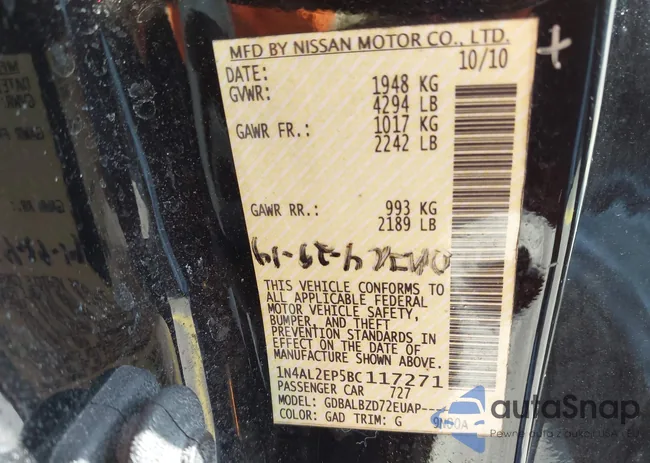 MFD BY NISSAN MOTOR CO., LTD.
DATE: 10/10
GVWR: 1948 KG
4294 LB
GAWR FR.: 1017 KG
2242 LB
GAWR RR.: 993 KG
2189 LB
THIS VEHICLE CONFORMS TO
ALL APPLICABLE FEDERAL
MOTOR VEHICLE SAFETY,
BUMPER, AND THEFT
PREVENTION STANDARDS IN
EFFECT ON THE DATE OF
MANUFACTURE SHOWN ABOVE.
1N4AL2EP5BC117271
PASSENGER CAR 727
MODEL: GDBALBZD72EUAP---
COLOR: GAD TRIM: G
autoSnap